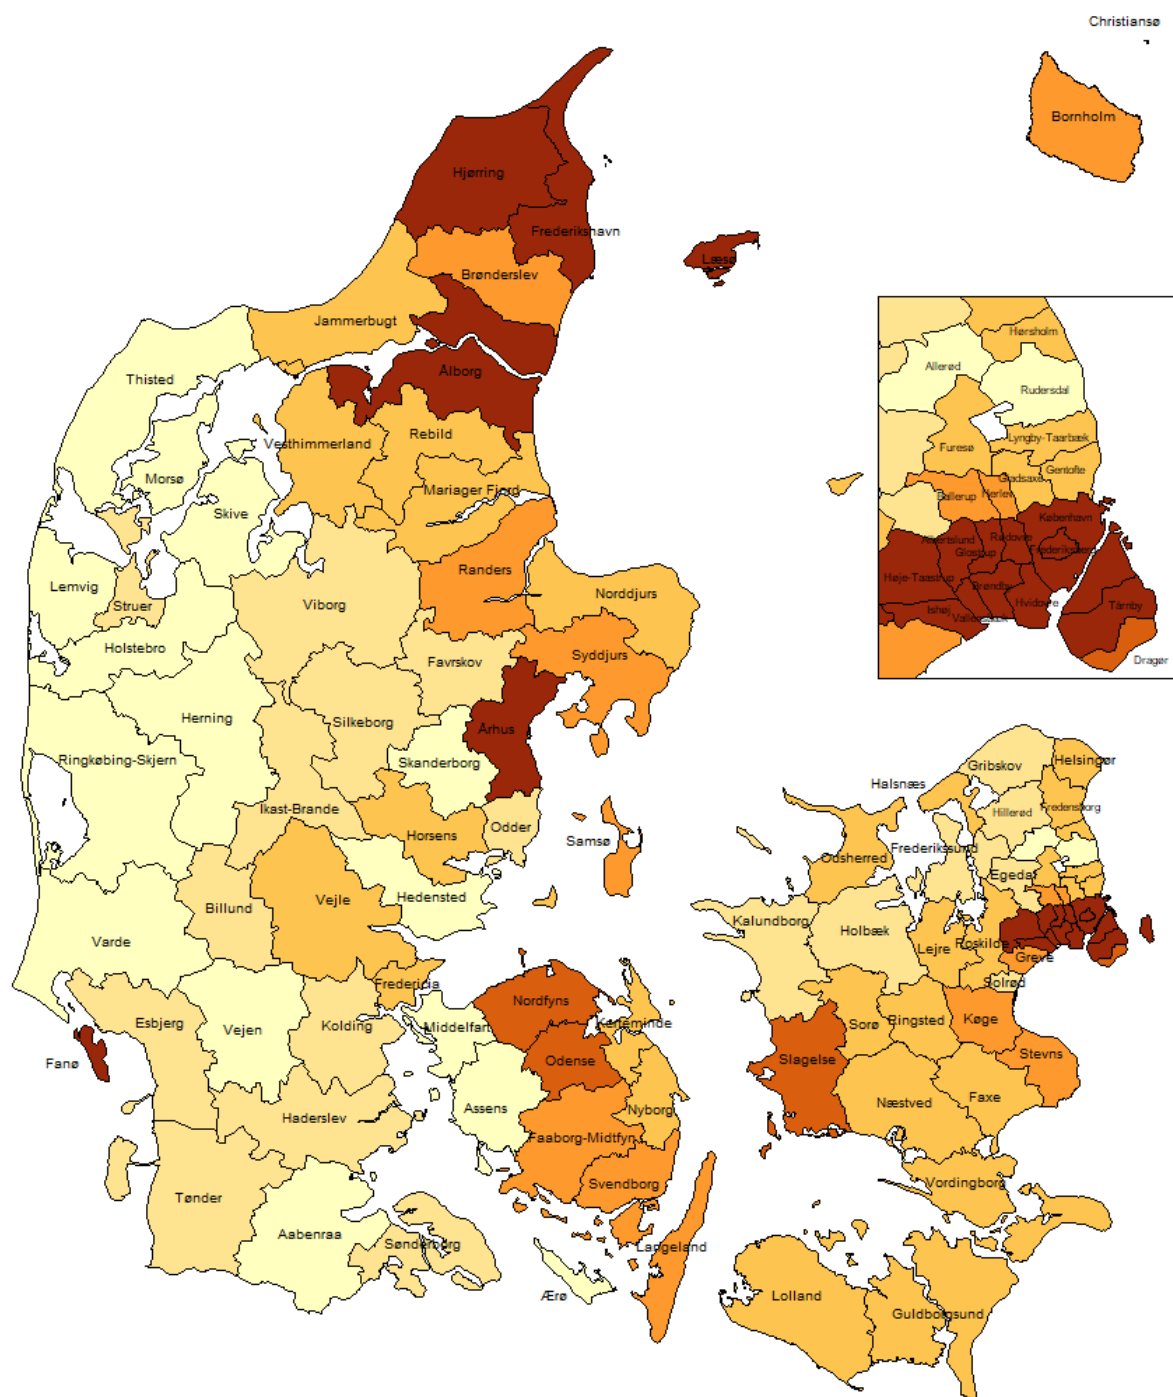 Christiansø
Bornholm
Hjørring
Frederikshavn
Læsø
Brønderslev
Jammerbugt
Ålborg
Thisted
Vesthimmerland
Rebild
Morsø
Mariager Fjord
Skive
Lemvig
Struer
Viborg
Randers
Norddjurs
Holstebro
Favrskov
Syddjurs
Herning
Silkeborg
Århus
Ringkøbing-Skjern
Skanderborg
Ikast-Brande
Horsens
Odder
Samsø
Billund
Vejle
Hedensted
Varde
Fredericia
Esbjerg
Vejen
Kolding
Middelfart
Nordfyns
Kerteminde
Fanø
Odense
Assens
Nyborg
Haderslev
Faaborg-Midtfyn
Svendborg
Tønder
Aabenraa
Sønderborg
Langeland
Ærø
Hørsholm
Allerød
Rudersdal
Furesø
Lyngby-Taarbæk
Gladsaxe
Gentofte
Ballerup
Herlev
København
Albertslund
Rødovre
Glostrup
Frederiksberg
Høje-Taastrup
Brøndby
Ishøj
Hvidovre
Vallensbæk
Tårnby
Dragør
Gribskov
Helsingør
Halsnæs
Hillerød
Fredensborg
Odsherred
Frederikssund
Egedal
Kalundborg
Holbæk
Lejre
Roskilde
Greve
Solrød
Sorø
Ringsted
Køge
Slagelse
Stevns
Næstved
Faxe
Vordingborg
Lolland
Guldborgsund